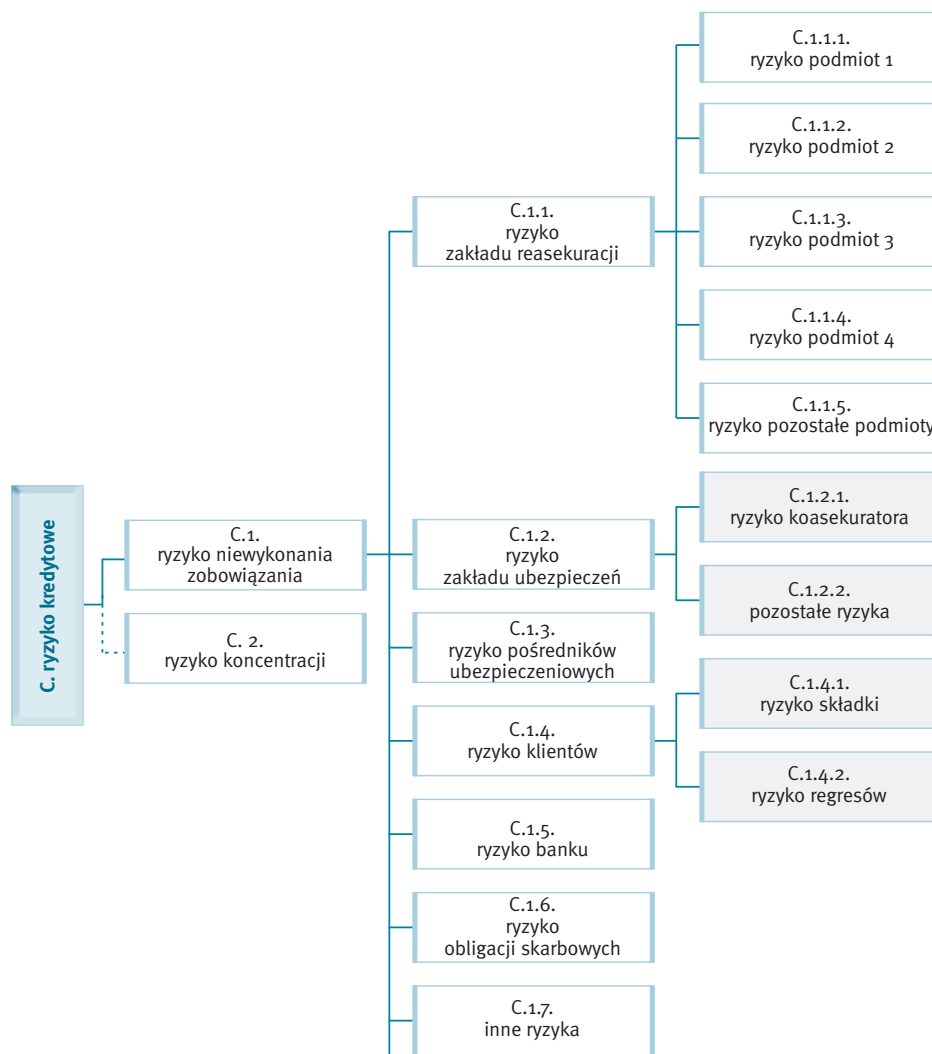 C. ryzyko kredytowe
C.1.
ryzyko niewykonania
zobowiązania
C. 2.
ryzyko koncentracji
C.1.1.
ryzyko
zakładu reasekuracji
C.1.1.1.
ryzyko podmiot 1
C.1.1.2.
ryzyko podmiot 2
C.1.1.3.
ryzyko podmiot 3
C.1.1.4.
ryzyko podmiot 4
C.1.1.5.
ryzyko pozostałe podmioty
C.1.2.
ryzyko
zakładu ubezpieczeń
C.1.2.1.
ryzyko koasekuratora
C.1.2.2.
pozostałe ryzyka
C.1.3.
ryzyko pośredników
ubezpieczeniowych
C.1.4.
ryzyko klientów
C.1.4.1.
ryzyko składki
C.1.4.2.
ryzyko regresów
C.1.5.
ryzyko banku
C.1.6.
ryzyko
obligacji skarbowych
C.1.7.
inne ryzyka